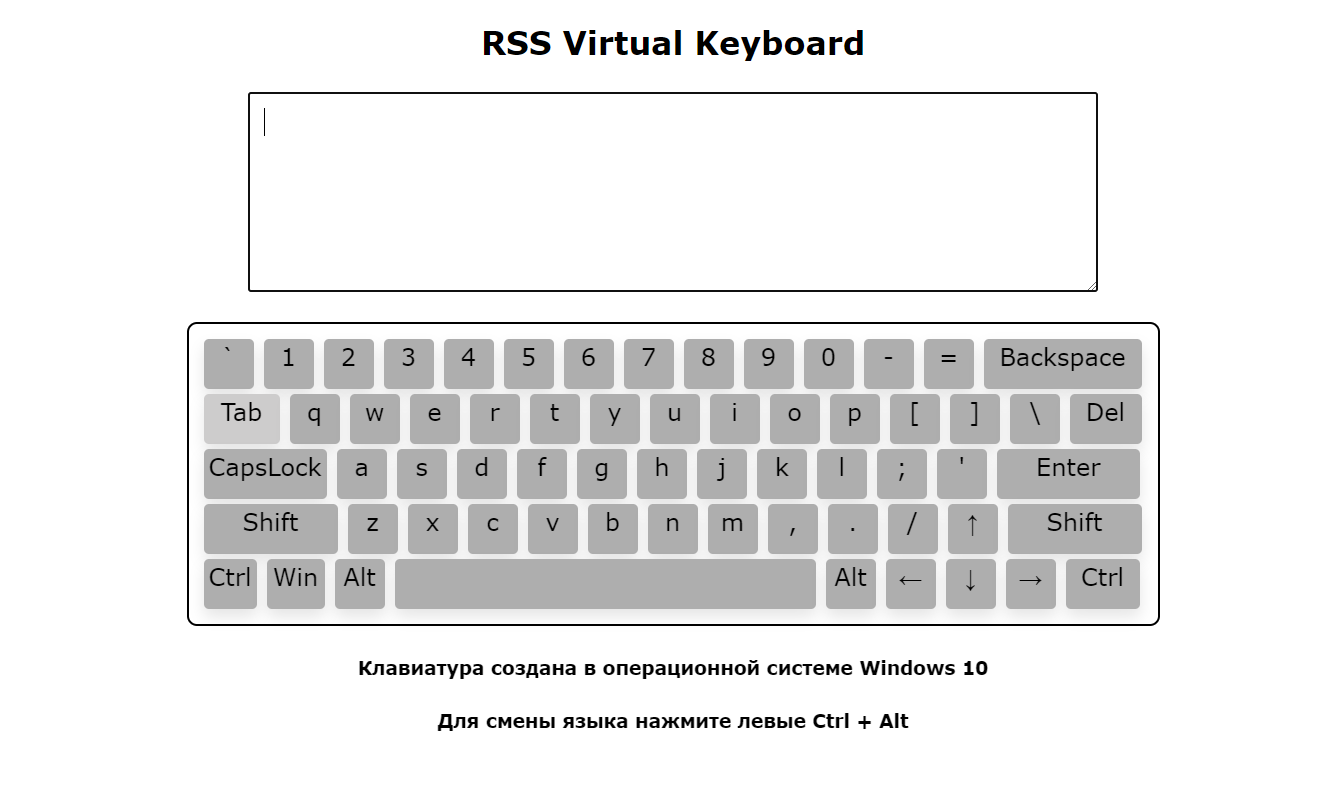 RSS Virtual Keyboard
` 1 2 3 4 5 6 7 8 9 0 - = Backspace
Tab q w e r t y u i o p [ ] \ Del
CapsLock a s d f g h j k l ; ' Enter
Shift z x c v b n m , . / ↑ Shift
Ctrl Win Alt Alt ← ↓ → Ctrl
Клавиатура создана в операционной системе Windows 10
Для смены языка нажмите левые Ctrl + Alt